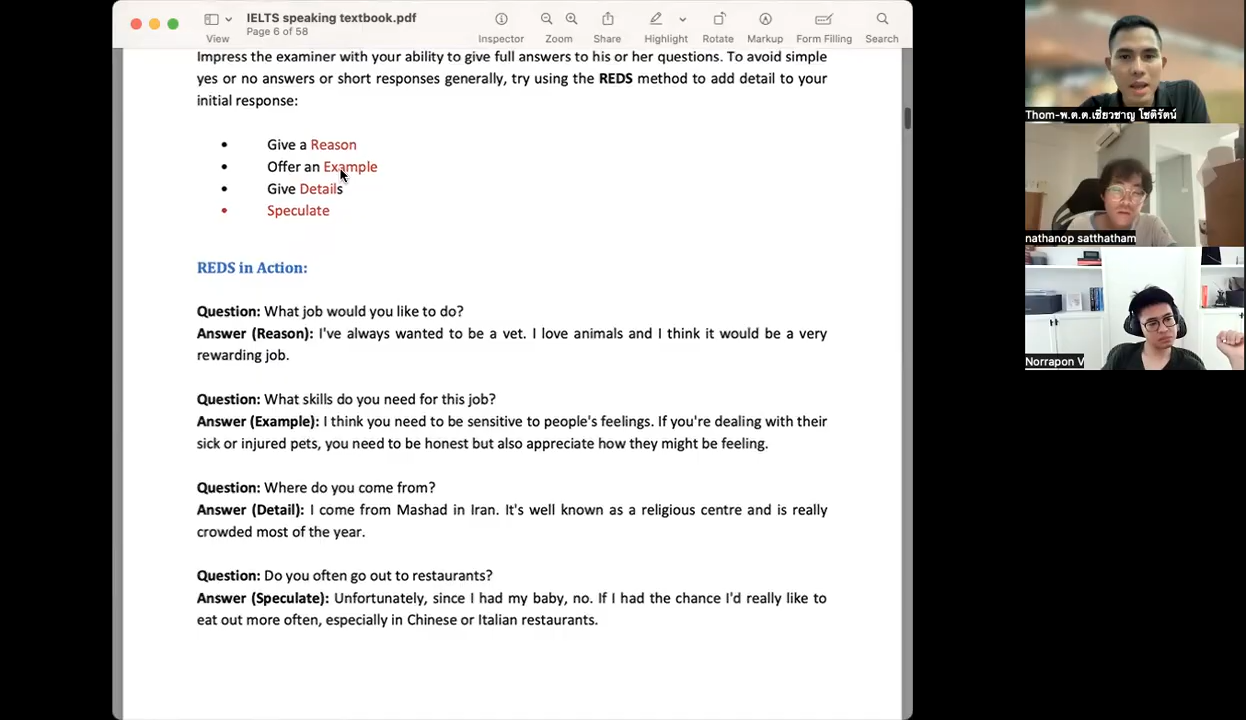 IELTS speaking textbook.pdf
Page 6 of 58
View
Inspector
Zoom
Share
Highlight
Rotate
Markup
Form Filling
Search
Impress the examiner with your ability to give full answers to his or her questions. To avoid simple
yes or no answers or short responses generally, try using the REDS method to add detail to your
initial response:
• Give a Reason
• Offer an Example
• Give Details
• Speculate
REDS in Action:
Question: What job would you like to do?
Answer (Reason): I've always wanted to be a vet. I love animals and I think it would be a very
rewarding job.
Question: What skills do you need for this job?
Answer (Example): I think you need to be sensitive to people's feelings. If you're dealing with their
sick or injured pets, you need to be honest but also appreciate how they might be feeling.
Question: Where do you come from?
Answer (Detail): I come from Mashad in Iran. It's well known as a religious centre and is really
crowded most of the year.
Question: Do you often go out to restaurants?
Answer (Speculate): Unfortunately, since I had my baby, no. If I had the chance I'd really like to
eat out more often, especially in Chinese or Italian restaurants.
Thom-พ.ต.ต.เชี่ยวชาญ โชติรัตน์
nathanop satthatham
Norrapon V